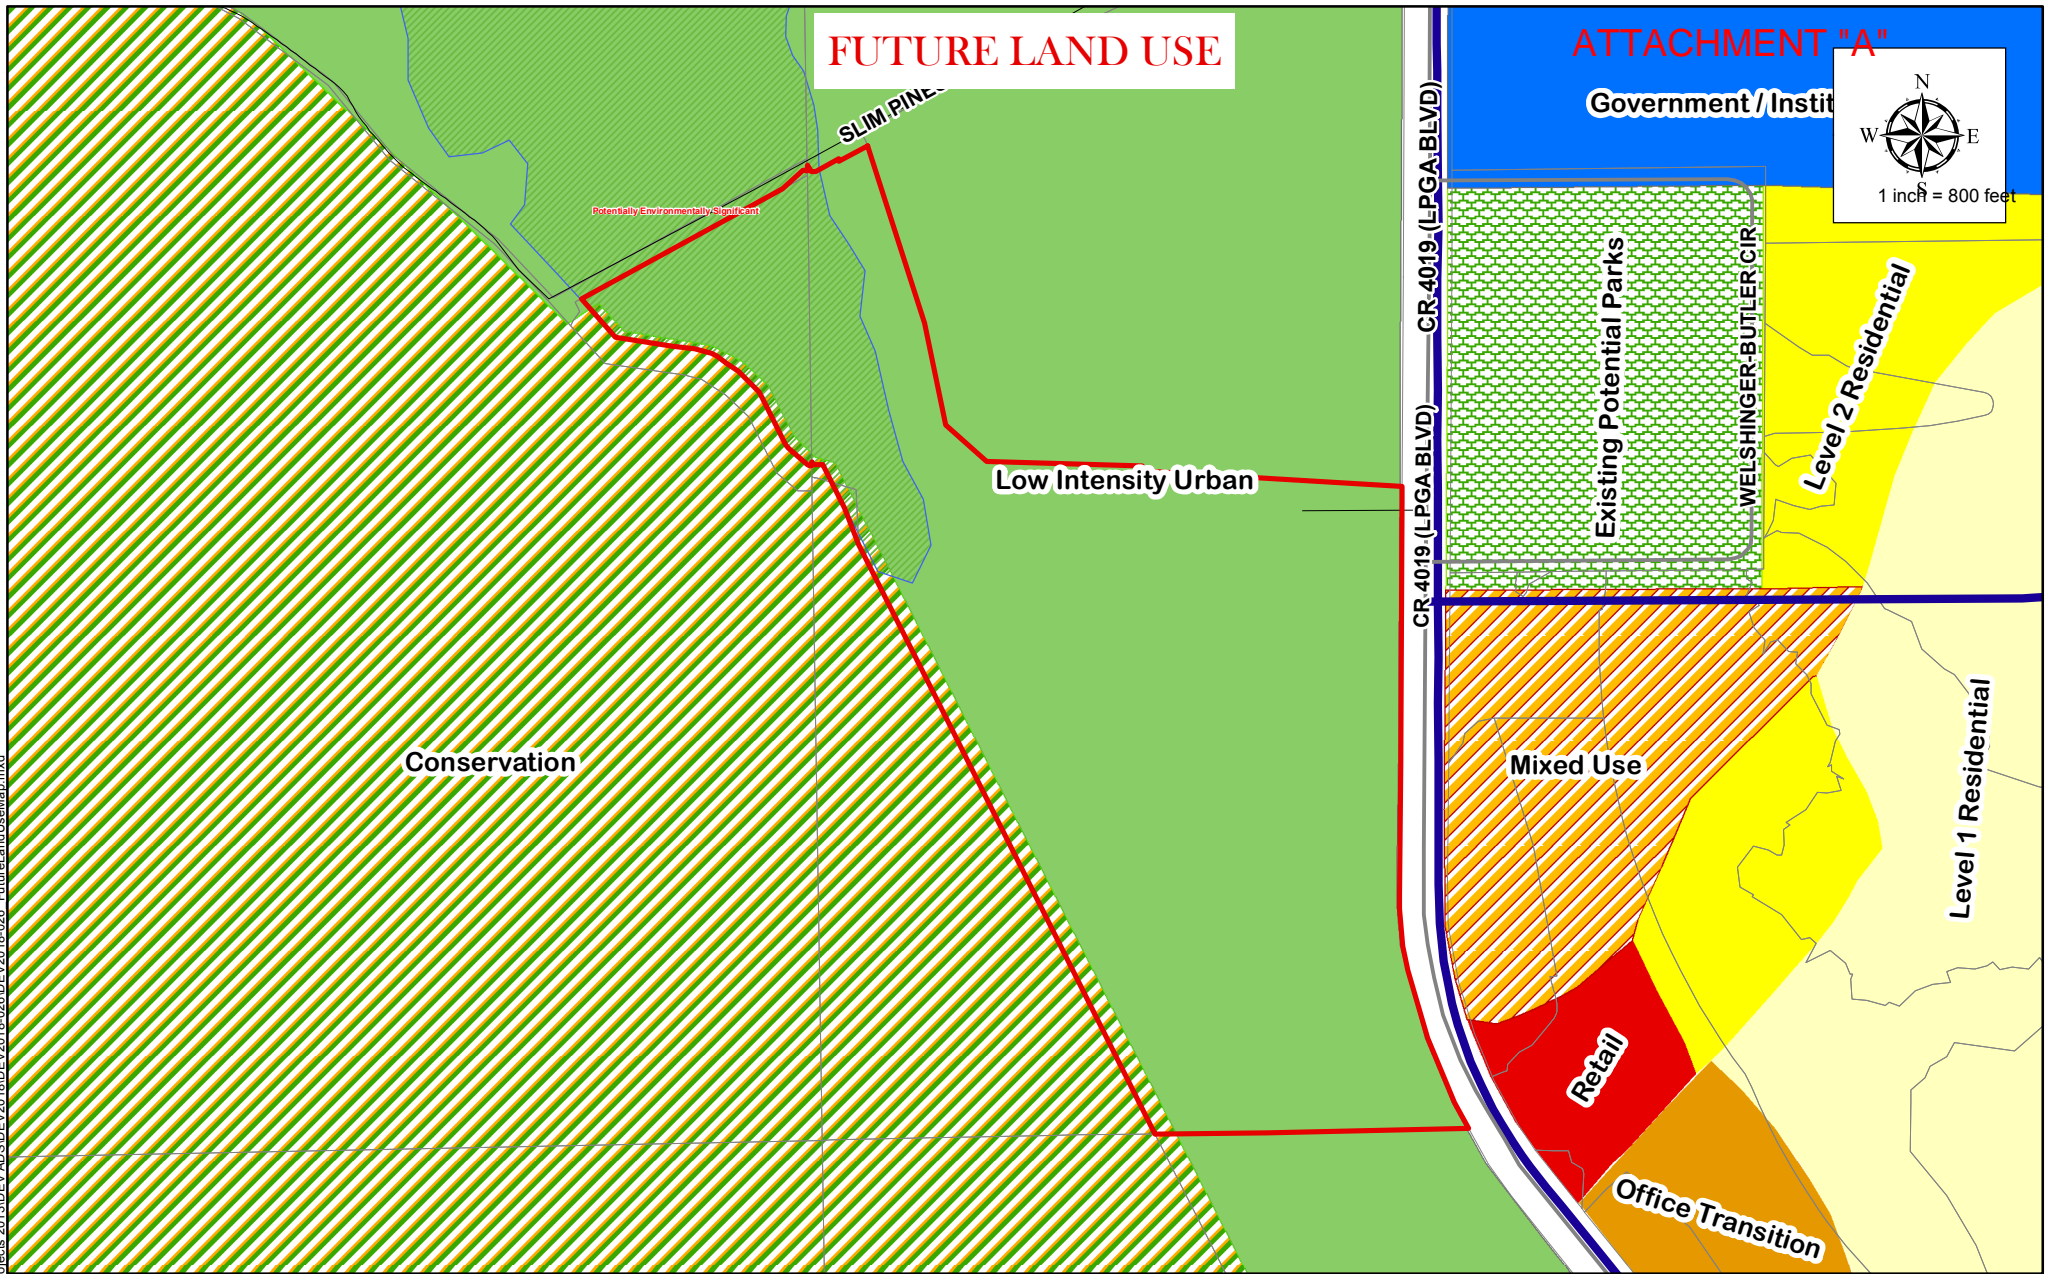 FUTURE LAND USE
ATTACHMENT "A"
Government / Instit
N
W
E
S
1 inch = 800 feet
SLIM PINES
Potentially Environmentally Significant
CR 4019 (LPGA BLVD)
CR 4019 (LPGA BLVD)
Existing Potential Parks
WELSHINGER-BUTLER CIR
Level 2 Residential
Low Intensity Urban
Conservation
Mixed Use
Level 1 Residential
Retail
Office Transition